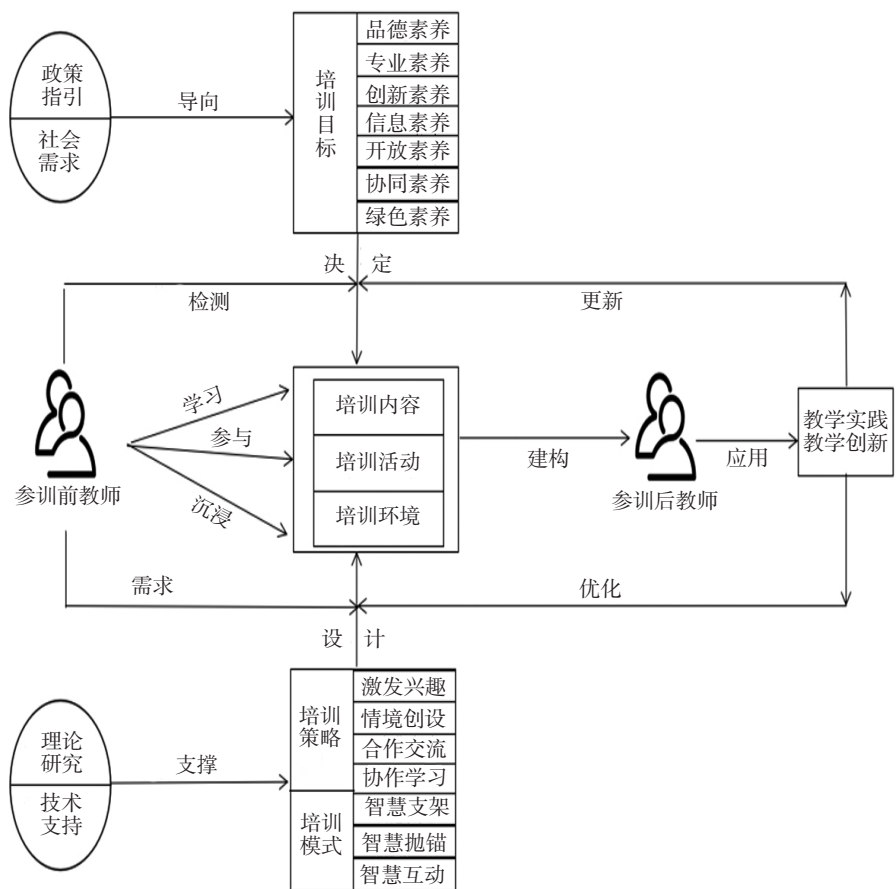 政策
指引
社会
需求
导向
培训目标
品德素养
专业素养
创新素养
信息素养
开放素养
协同素养
绿色素养
决 定
检测
更新
学习
参与
沉浸
参训前教师
培训内容
培训活动
培训环境
建构
参训后教师
应用
教学实践
教学创新
需求
优化
设 计
理论
研究
技术
支持
支撑
培训
策略
激发兴趣
情境创设
合作交流
协作学习
培训
模式
智慧支架
智慧抛锚
智慧互动